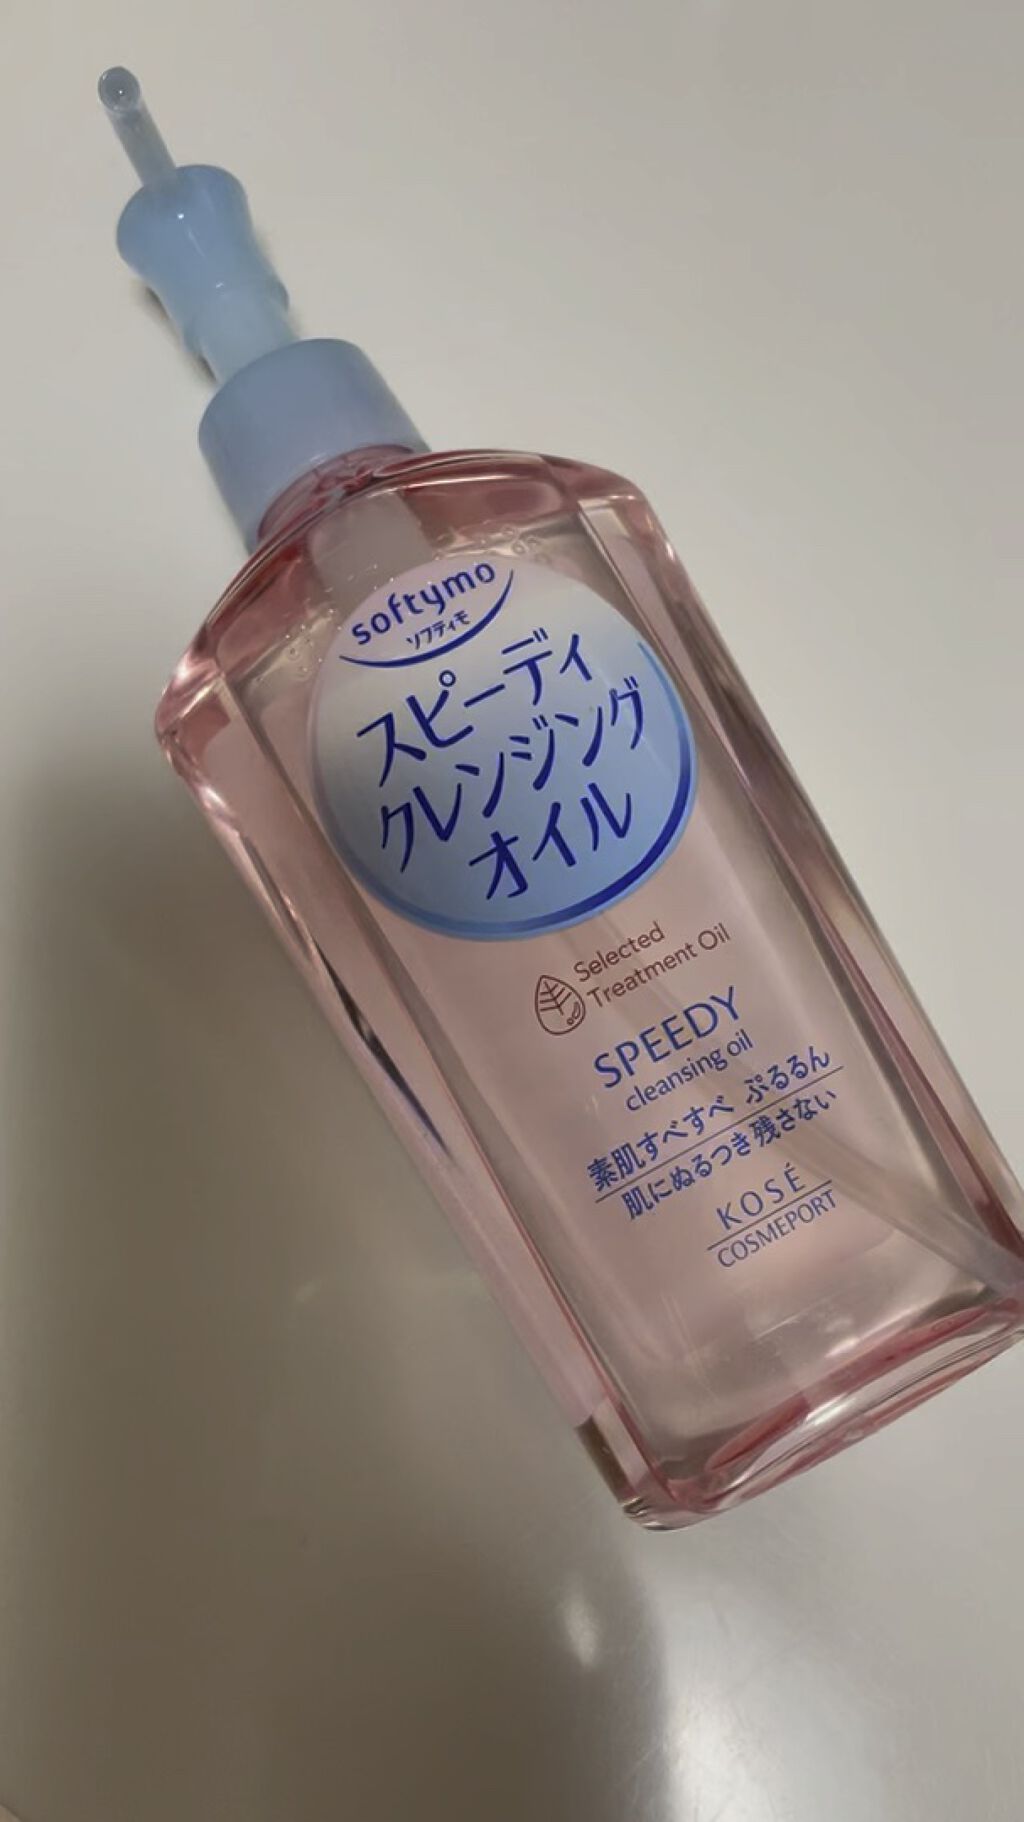 softymo
ソフティモ
スピーディ
クレンジング
オイル
Selected
Treatment Oil
SPEEDY
cleansing oil
素肌すべすべ ぷるるん
肌にぬるつき残さない
KOSÉ
COSMEPORT